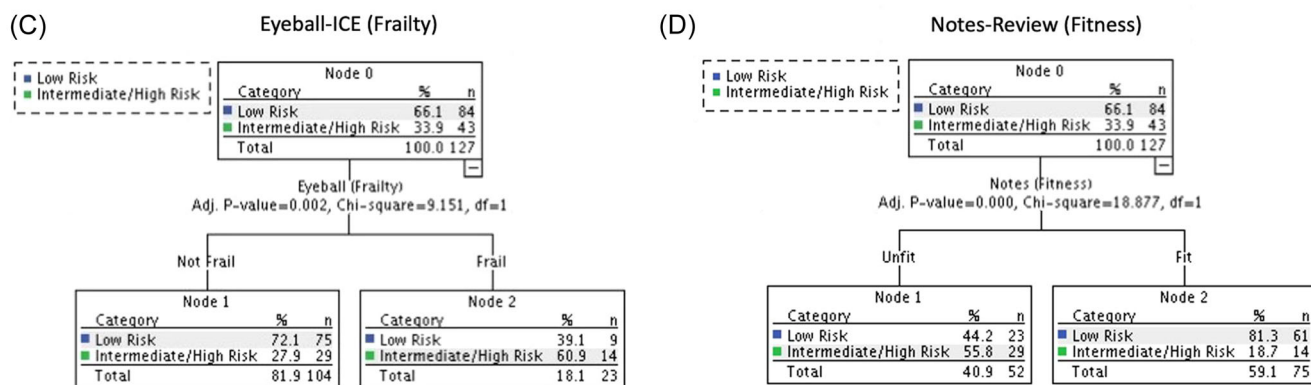 (C) Eyeball-ICE (Frailty)
Low Risk
Intermediate/High Risk
Node 0
Category % n
Low Risk 66.1 84
Intermediate/High Risk 33.9 43
Total 100.0 127
Eyeball (Frailty)
Adj. P-value=0.002, Chi-square=9.151, df=1
Not Frail
Frail
Node 1
Category % n
Low Risk 72.1 75
Intermediate/High Risk 27.9 29
Total 81.9 104
Node 2
Category % n
Low Risk 39.1 9
Intermediate/High Risk 60.9 14
Total 18.1 23
(D) Notes-Review (Fitness)
Low Risk
Intermediate/High Risk
Node 0
Category % n
Low Risk 66.1 84
Intermediate/High Risk 33.9 43
Total 100.0 127
Notes (Fitness)
Adj. P-value=0.000, Chi-square=18.877, df=1
Unfit
Fit
Node 1
Category % n
Low Risk 44.2 23
Intermediate/High Risk 55.8 29
Total 40.9 52
Node 2
Category % n
Low Risk 81.3 61
Intermediate/High Risk 18.7 14
Total 59.1 75